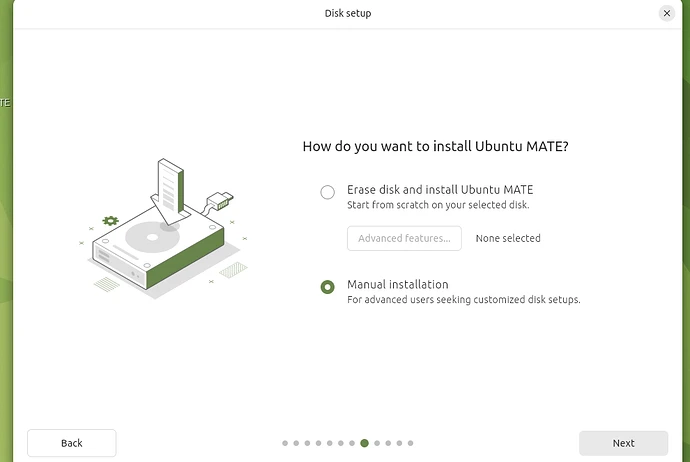 Disk setup
TE
How do you want to install Ubuntu MATE?
Erase disk and install Ubuntu MATE
Start from scratch on your selected disk.
Advanced features... None selected
Manual installation
For advanced users seeking customized disk setups.
Back
Next